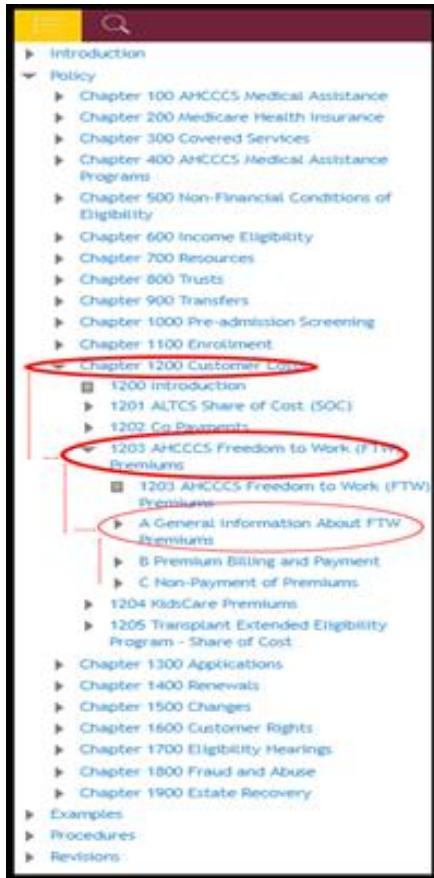 Introduction
Policy
Chapter 100 AHCCCS Medical Assistance
Chapter 200 Medicare Health Insurance
Chapter 300 Covered Services
Chapter 400 AHCCCS Medical Assistance
Programs
Chapter 500 Non-Financial Conditions of
Eligibility
Chapter 600 Income Eligibility
Chapter 700 Resources
Chapter 800 Trusts
Chapter 900 Transfers
Chapter 1000 Pre-admission Screening
Chapter 1100 Enrollment
Chapter 1200 Customer Costs
1200 Introduction
1201 ALTCS Share of Cost (SOC)
1202 Co Payments
1203 AHCCCS Freedom to Work (FTW)
Premiums
1203 AHCCCS Freedom to Work (FTW)
Premiums
A General Information About FTW
Premiums
B Premium Billing and Payment
C Non-Payment of Premiums
1204 KidsCare Premiums
1205 Transplant Extended Eligibility
Program - Share of Cost
Chapter 1300 Applications
Chapter 1400 Renewals
Chapter 1500 Changes
Chapter 1600 Customer Rights
Chapter 1700 Eligibility Hearings
Chapter 1800 Fraud and Abuse
Chapter 1900 Estate Recovery
Examples
Procedures
Revisions